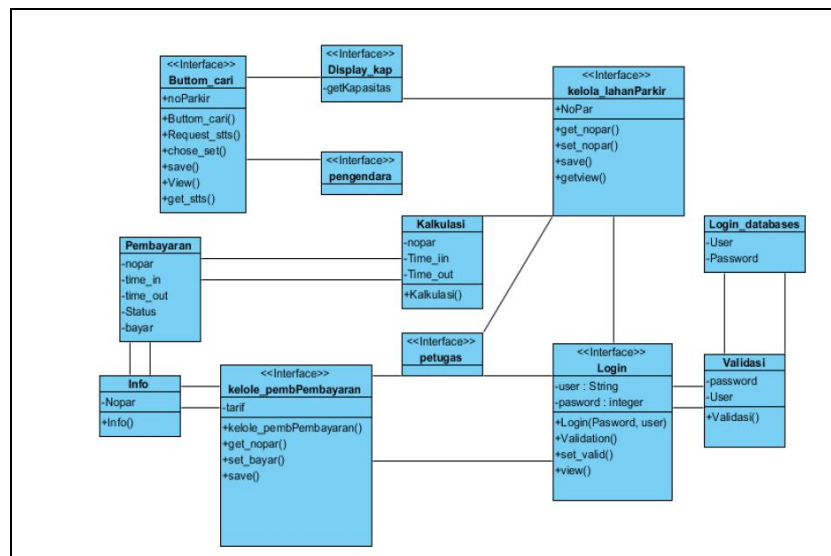 <<Interface>>
Buttom_cari
+noParkir
+Buttom_cari()
+Request_stts()
+chose_set()
+save()
+View()
+get_stts()
<<Interface>>
Display_kap
-getKapasitas
<<Interface>>
pengendara
<<Interface>>
kelola_lahanParkir
+NoPar
+get_nopar()
+set_nopar()
+save()
+getview()
Kalkulasi
-nopar
-Time_iin
-Time_out
+Kalkulasi()
Login_databases
-User
-Password
Pembayaran
-nopar
-time_in
-time_out
-Status
-bayar
<<Interface>>
petugas
Info
-Nopar
+Info()
<<Interface>>
kelole_pembPembayaran
-tarif
+kelole_pembPembayaran()
+get_nopar()
+set_bayar()
+save()
<<Interface>>
Login
-user : String
-pasword : integer
+Login(Pasword, user)
+Validation()
+set_valid()
+view()
Validasi
-password
-User
+Validasi()